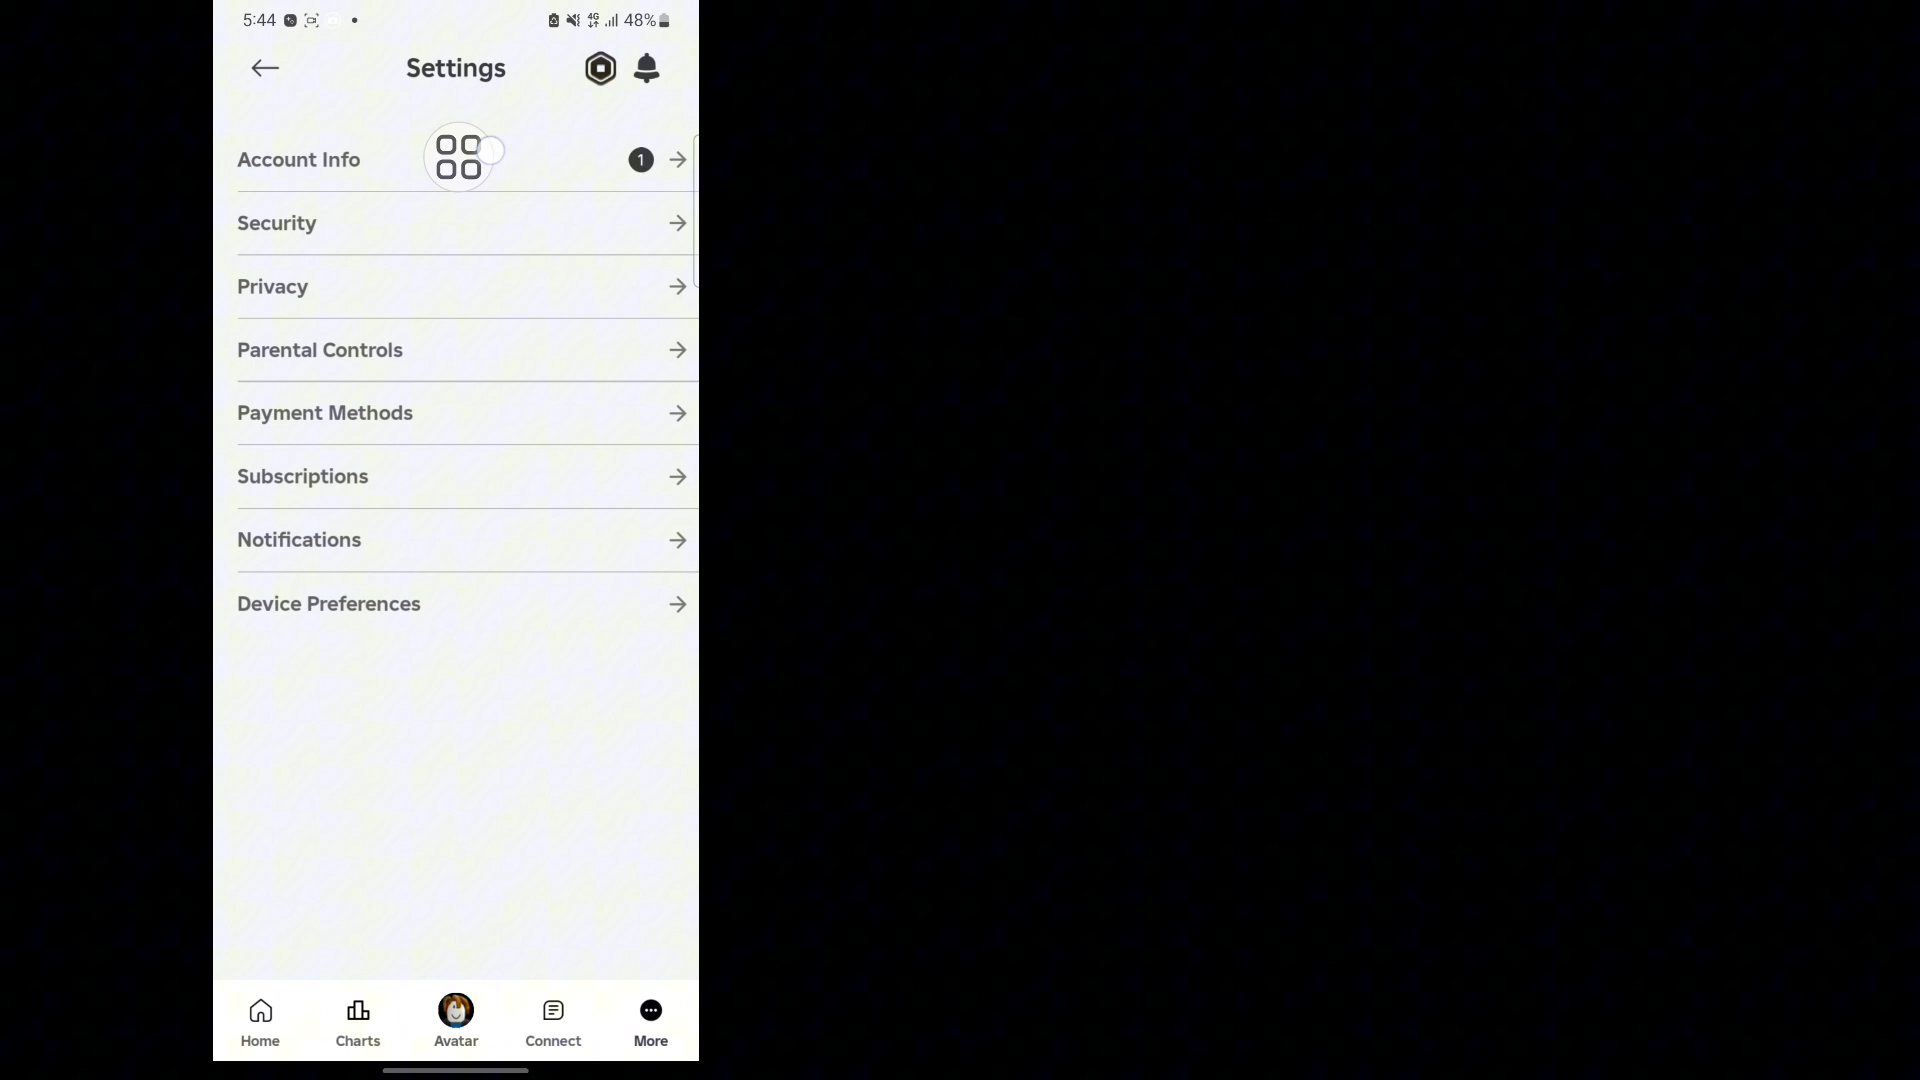 5:44
4G
48%
Settings
Account Info
1
Security
Privacy
Parental Controls
Payment Methods
Subscriptions
Notifications
Device Preferences
Home
Charts
Avatar
Connect
More